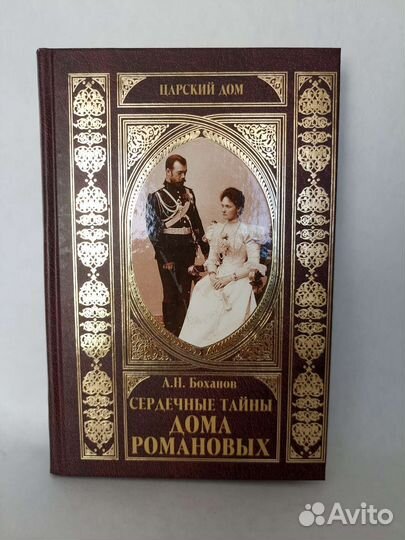 ЦАРСКИЙ ДОМ
А.Н. Боханов
СЕРДЕЧНЫЕ ТАЙНЫ
ДОМА
РОМАНОВЫХ
Avito